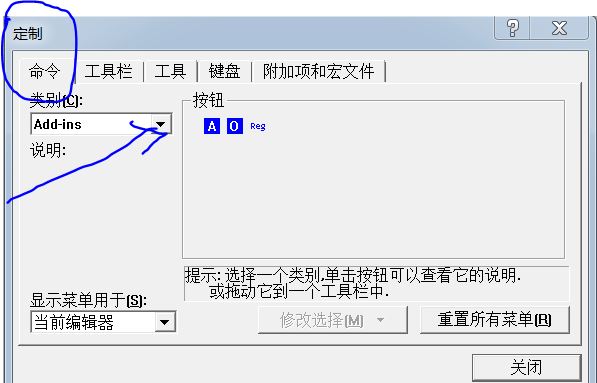 定制
命令 工具栏 工具 键盘 附加项和宏文件
类别(C):
Add-ins
说明:
按钮
A O Reg
提示: 选择一个类别,单击按钮可以查看它的说明.
或拖动它到一个工具栏中.
显示菜单用于(S):
当前编辑器
修改选择(M)
重置所有菜单(R)
关闭